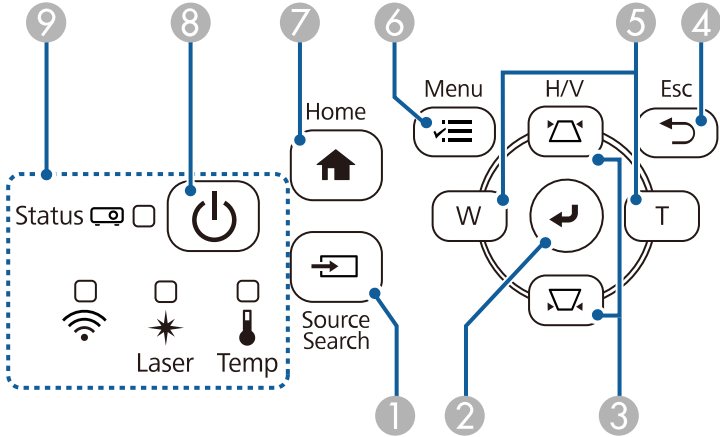 9 8 7 6 5 4
Menu H/V Esc
Home
Status
W T
Source
Search
Laser Temp
1 2 3